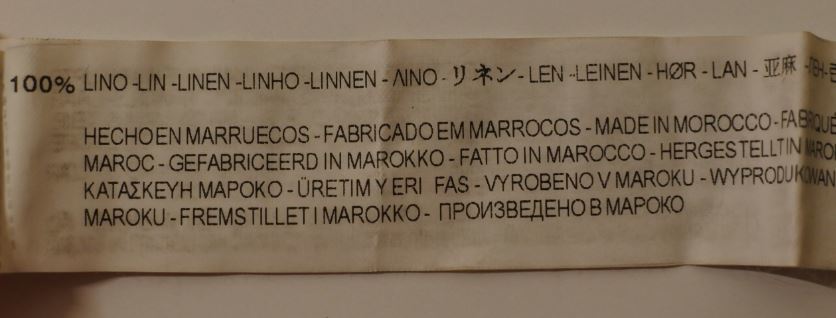 100% LINO -LIN -LINEN -LINHO -LINNEN - ΛΙΝΟ - リネン - LEN -LEINEN - HØR - LAN - 亚麻
HECHO EN MARRUECOS - FABRICADO EM MARROCOS - MADE IN MOROCCO - FABRIQUÉ
MAROC - GEFABRICEERD IN MAROKKO - FATTO IN MAROCCO - HERGESTELLT IN
ΚΑΤΑΣΚΕΥΗ ΜΑΡΟΚΟ - ÜRETIM YERI FAS - VYROBENO V MAROKU - WYPRODUKOWAN
MAROKU - FREMSTILLET I MAROKKO - ПРОИЗВЕДЕНО В МАРОКО